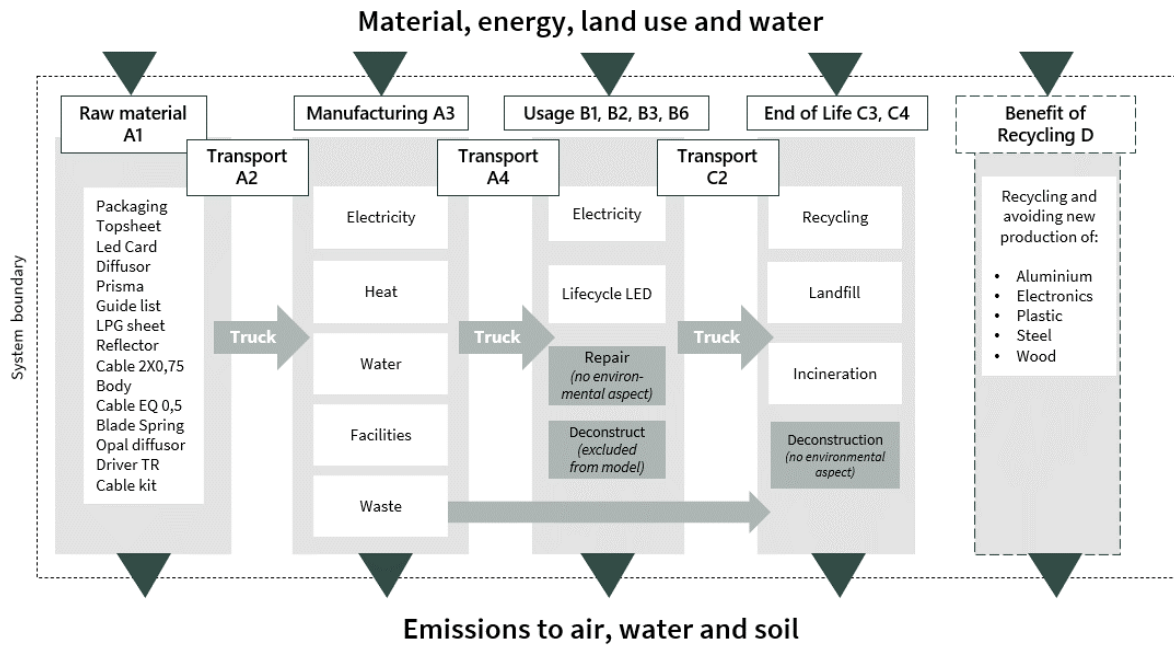 Material, energy, land use and water
System boundary
Raw material
A1
Transport
A2
Manufacturing A3
Transport
A4
Usage B1, B2, B3, B6
Transport
C2
End of Life C3, C4
Benefit of
Recycling D
Packaging
Topsheet
Led Card
Diffusor
Prisma
Guide list
LPG sheet
Reflector
Cable 2X0,75
Body
Cable EQ 0,5
Blade Spring
Opal diffusor
Driver TR
Cable kit
Truck
Electricity
Heat
Water
Facilities
Waste
Truck
Electricity
Lifecycle LED
Repair
(no environ-
mental aspect)
Deconstruct
(excluded
from model)
Truck
Recycling
Landfill
Incineration
Deconstruction
(no environmental
aspect)
Recycling and
avoiding new
production of:
• Aluminium
• Electronics
• Plastic
• Steel
• Wood
Emissions to air, water and soil